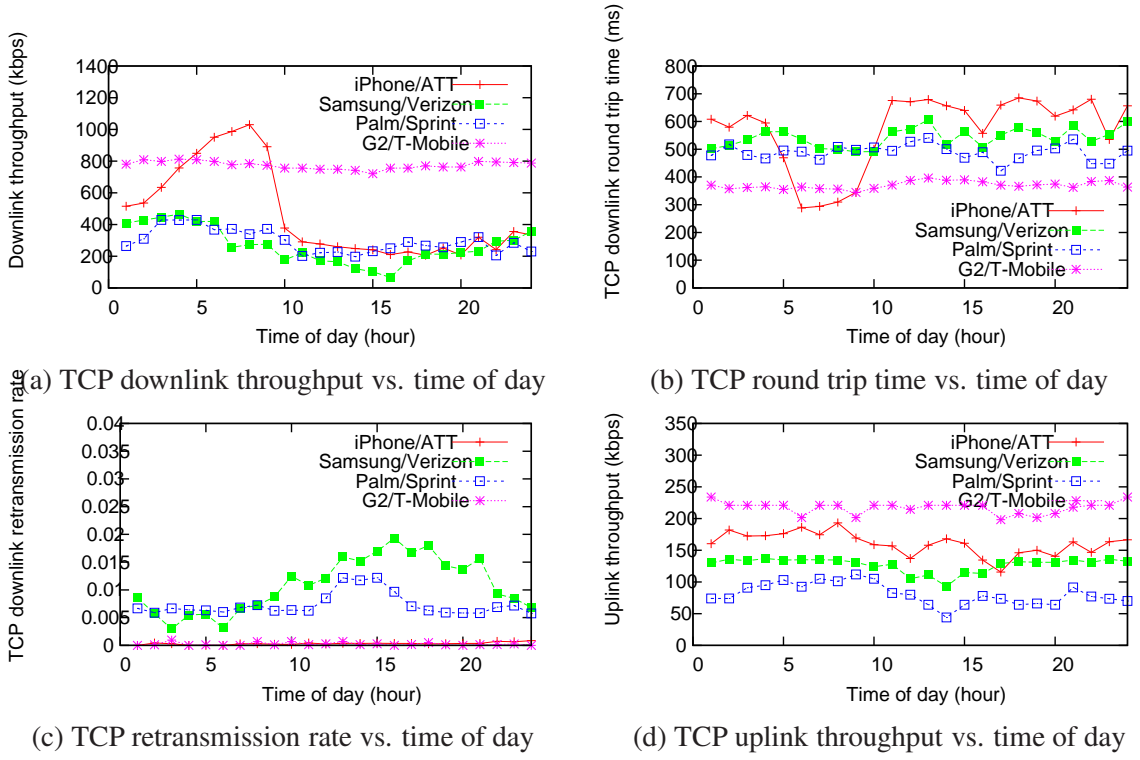 Downlink throughput (kbps)
1400
1200
1000
800
600
400
200
0
0 5 10 15 20
Time of day (hour)
iPhone/ATT
Samsung/Verizon
Palm/Sprint
G2/T-Mobile
(a) TCP downlink throughput vs. time of day
TCP downlink round trip time (ms)
800
700
600
500
400
300
200
100
0
0 5 10 15 20
Time of day (hour)
iPhone/ATT
Samsung/Verizon
Palm/Sprint
G2/T-Mobile
(b) TCP round trip time vs. time of day
TCP downlink retransmission rate
0.04
0.035
0.03
0.025
0.02
0.015
0.01
0.005
0
0 5 10 15 20
Time of day (hour)
iPhone/ATT
Samsung/Verizon
Palm/Sprint
G2/T-Mobile
(c) TCP retransmission rate vs. time of day
Uplink throughput (kbps)
350
300
250
200
150
100
50
0
0 5 10 15 20
Time of day (hour)
iPhone/ATT
Samsung/Verizon
Palm/Sprint
G2/T-Mobile
(d) TCP uplink throughput vs. time of day